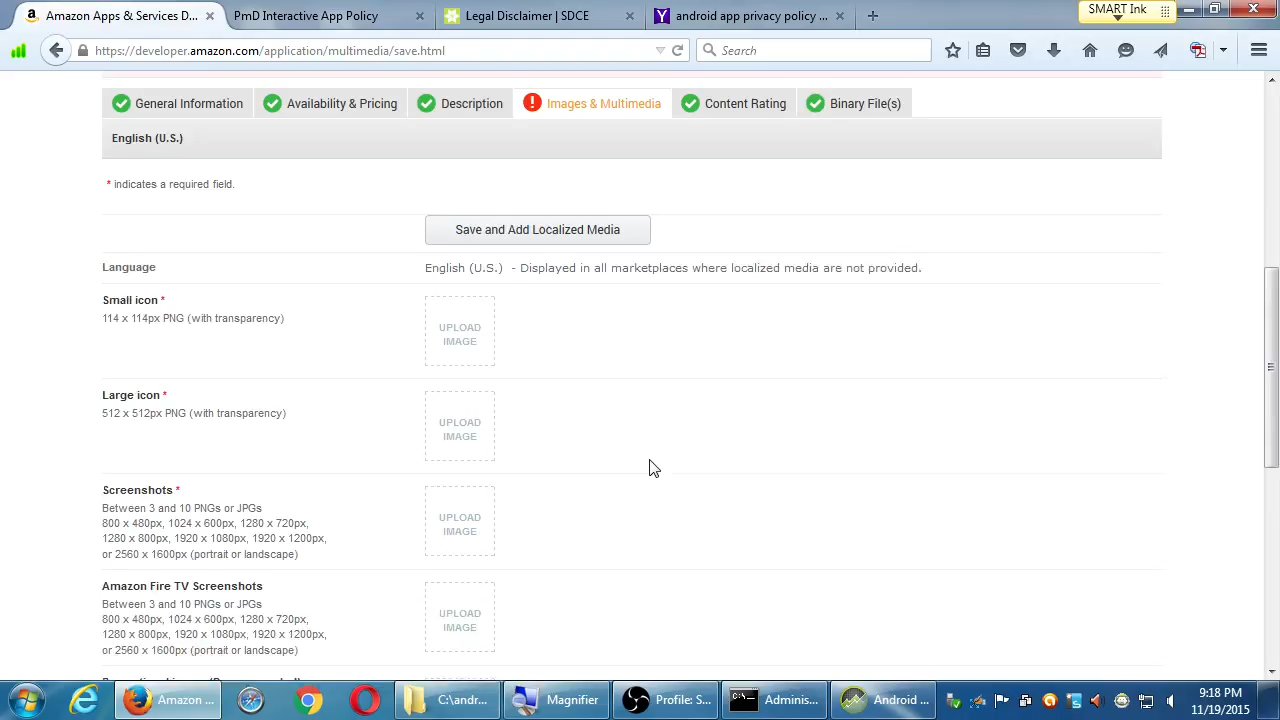 Amazon Apps & Services D... PmD Interactive App Policy Legal Disclaimer | SDCE android app privacy policy ... SMART Ink
https://developer.amazon.com/application/multimedia/save.html Search
General Information Availability & Pricing Description Images & Multimedia Content Rating Binary File(s)
English (U.S.)
* indicates a required field.
Save and Add Localized Media
Language English (U.S.) - Displayed in all marketplaces where localized media are not provided.
Small icon *
114 x 114px PNG (with transparency)
UPLOAD
IMAGE
Large icon *
512 x 512px PNG (with transparency)
UPLOAD
IMAGE
Screenshots *
Between 3 and 10 PNGs or JPGs
800 x 480px, 1024 x 600px, 1280 x 720px,
1280 x 800px, 1920 x 1080px, 1920 x 1200px,
or 2560 x 1600px (portrait or landscape)
UPLOAD
IMAGE
Amazon Fire TV Screenshots
Between 3 and 10 PNGs or JPGs
800 x 480px, 1024 x 600px, 1280 x 720px,
1280 x 800px, 1920 x 1080px, 1920 x 1200px,
or 2560 x 1600px (portrait or landscape)
UPLOAD
IMAGE
Amazon ... C:\andr... Magnifier Profile: S... Adminis... Android ... 9:18 PM
11/19/2015